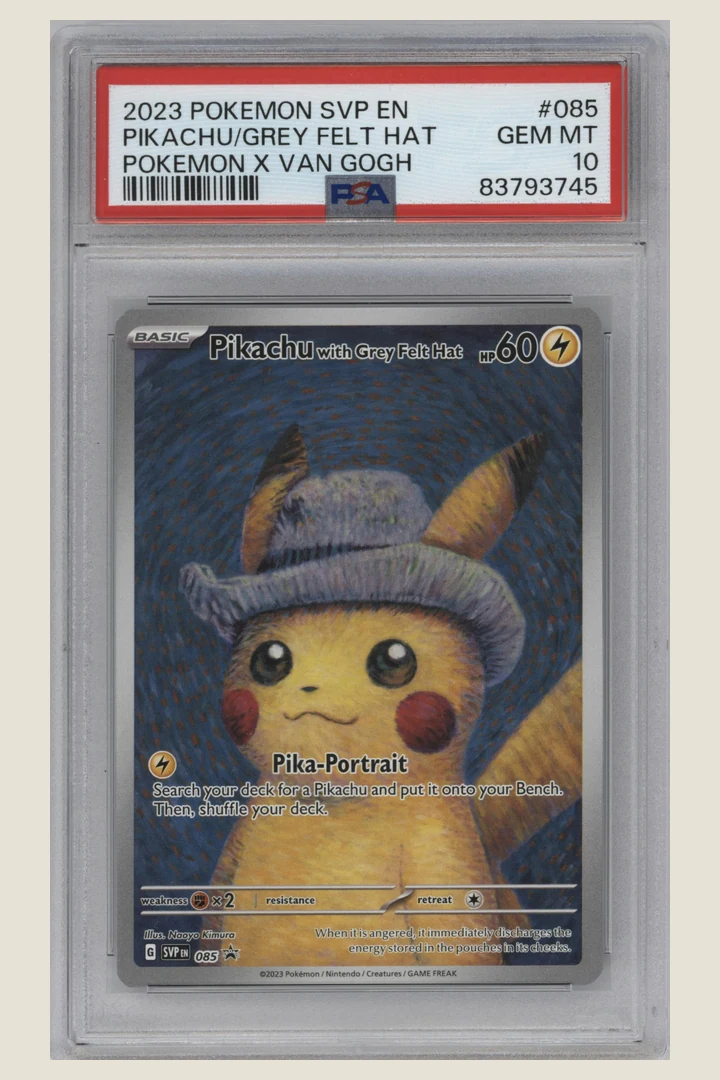 2023 POKEMON SVP EN #085
PIKACHU/GREY FELT HAT GEM MT
POKEMON X VAN GOGH 10
83793745
PSA
BASIC Pikachu with Grey Felt Hat HP 60
Pika-Portrait
Search your deck for a Pikachu and put it onto your Bench.
Then, shuffle your deck.
weakness ×2 resistance retreat
Illus. Naoyo Kimura
When it is angered, it immediately discharges the
energy stored in the pouches in its cheeks.
G SVP EN 085
©2023 Pokémon / Nintendo / Creatures / GAME FREAK